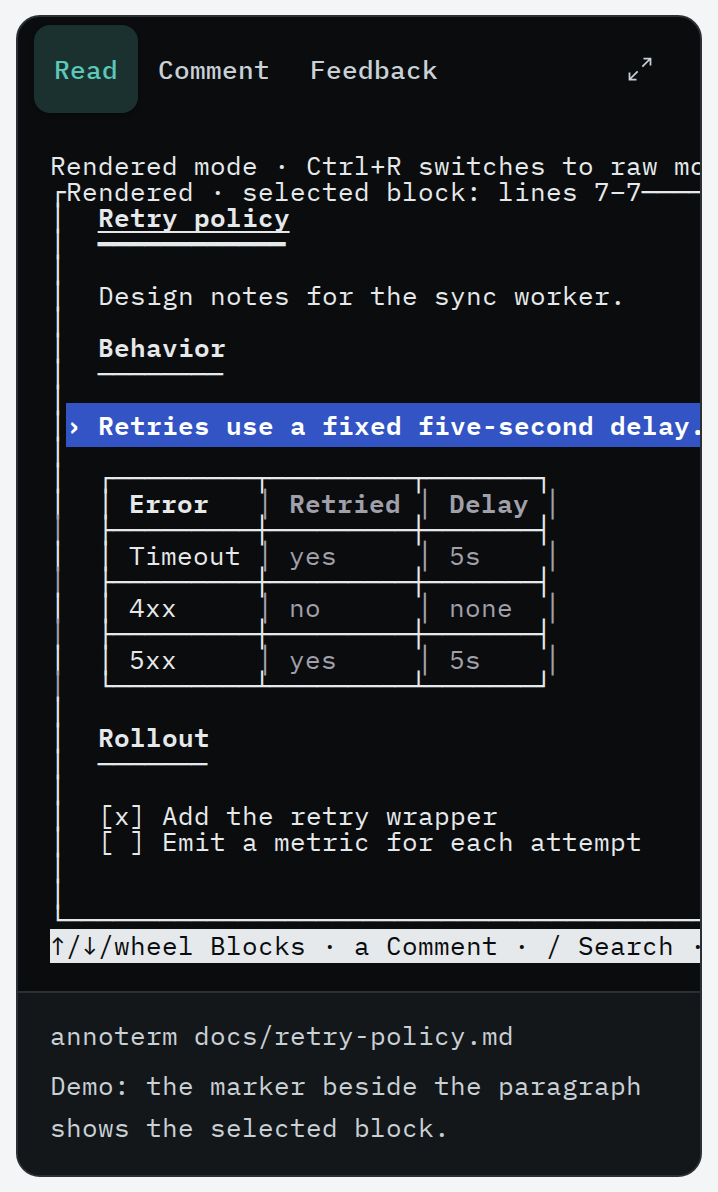 Read Comment Feedback
Rendered mode · Ctrl+R switches to raw mo
Rendered · selected block: lines 7–7
Retry policy
Design notes for the sync worker.
Behavior
› Retries use a fixed five-second delay.
Error Retried Delay
Timeout yes 5s
4xx no none
5xx yes 5s
Rollout
[x] Add the retry wrapper
[ ] Emit a metric for each attempt
↑/↓/wheel Blocks · a Comment · / Search ·
annoterm docs/retry-policy.md
Demo: the marker beside the paragraph
shows the selected block.